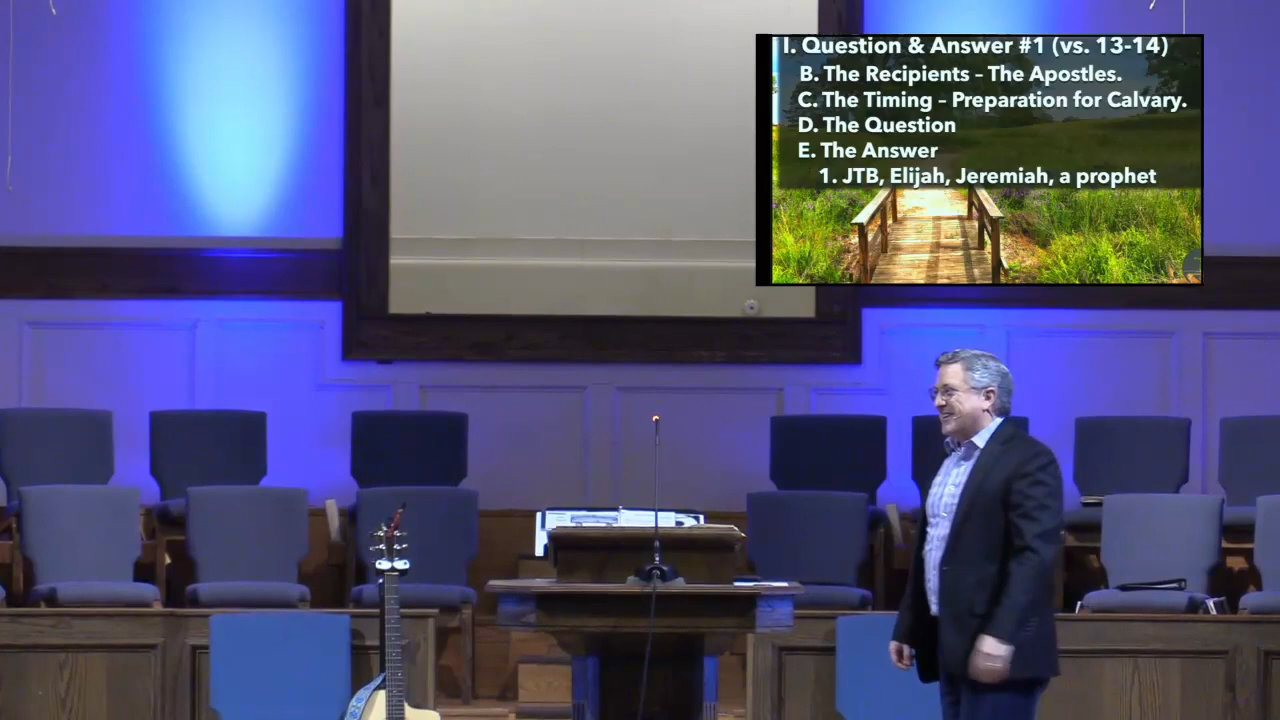 I. Question & Answer #1 (vs. 13-14)
B. The Recipients – The Apostles.
C. The Timing – Preparation for Calvary.
D. The Question
E. The Answer
1. JTB, Elijah, Jeremiah, a prophet